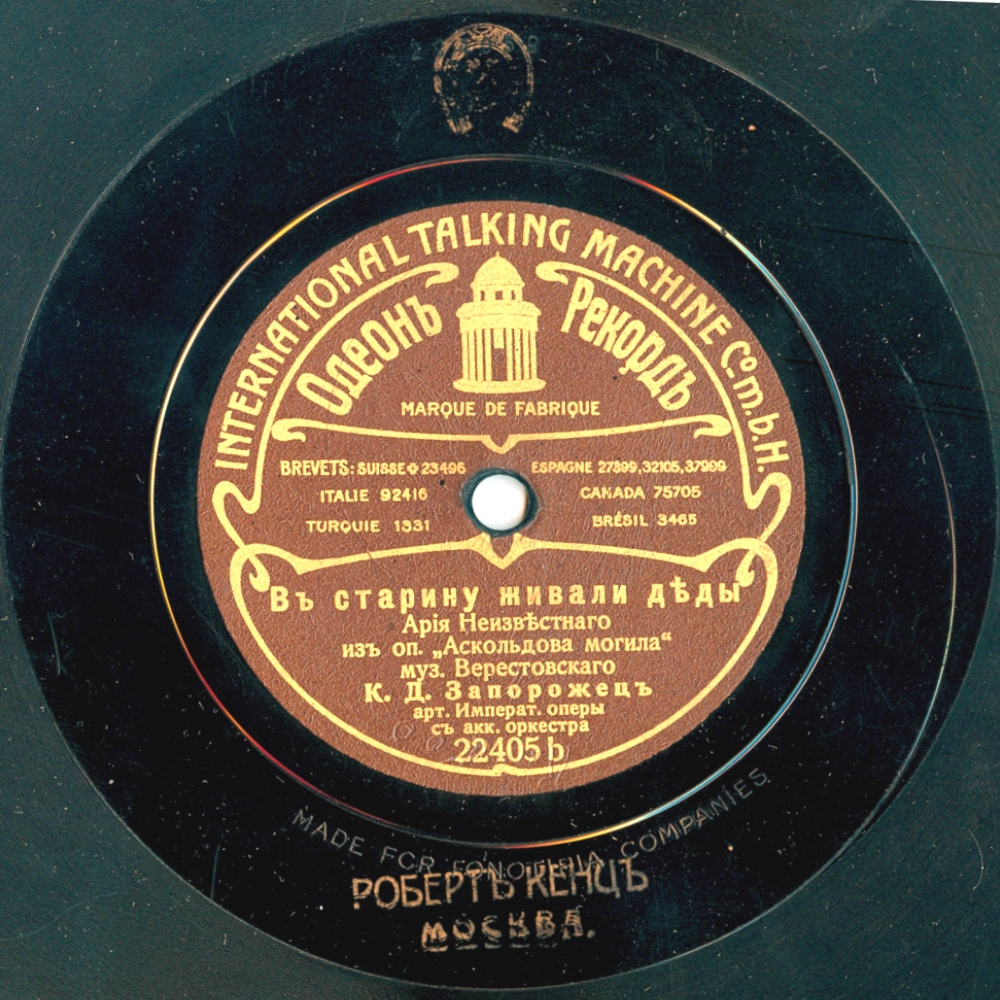 INTERNATIONAL TALKING MACHINE Co. m.b.H.
Одеонъ Рекордъ
MARQUE DE FABRIQUE
BREVETS: SUISSE ✚ 23496 ESPAGNE 27399, 32105, 37999
ITALIE 92416 CANADA 75705
TURQUIE 1331 BRÉSIL 3465
Въ старину живали дѣды
Арія Неизвѣстнаго
изъ оп. „Аскольдова могила“
муз. Верестовскаго
К. Д. Запорожецъ
арт. Императ. оперы
съ акк. оркестра
22405 b
MADE FOR FONOTIPIA COMPANIES
РОБЕРТЪ КЕНЦЪ
МОСКВА.